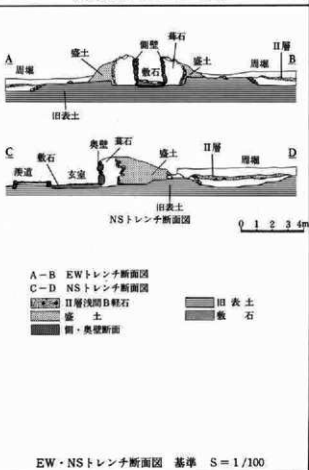 側壁 葺石
A 周堀 盛土 敷石 盛土 周堀 II層 B
旧表土
奥壁 葺石
C 敷石 玄室 盛土 II層 周堀 D
羨道
旧表土
NSトレンチ断面図
0 1 2 3 4m
A-B EWトレンチ断面図
C-D NSトレンチ断面図
II層浅間B軽石 旧表土
盛土 敷石
側・奥壁断面
EW・NSトレンチ断面図 基準 S=1/100